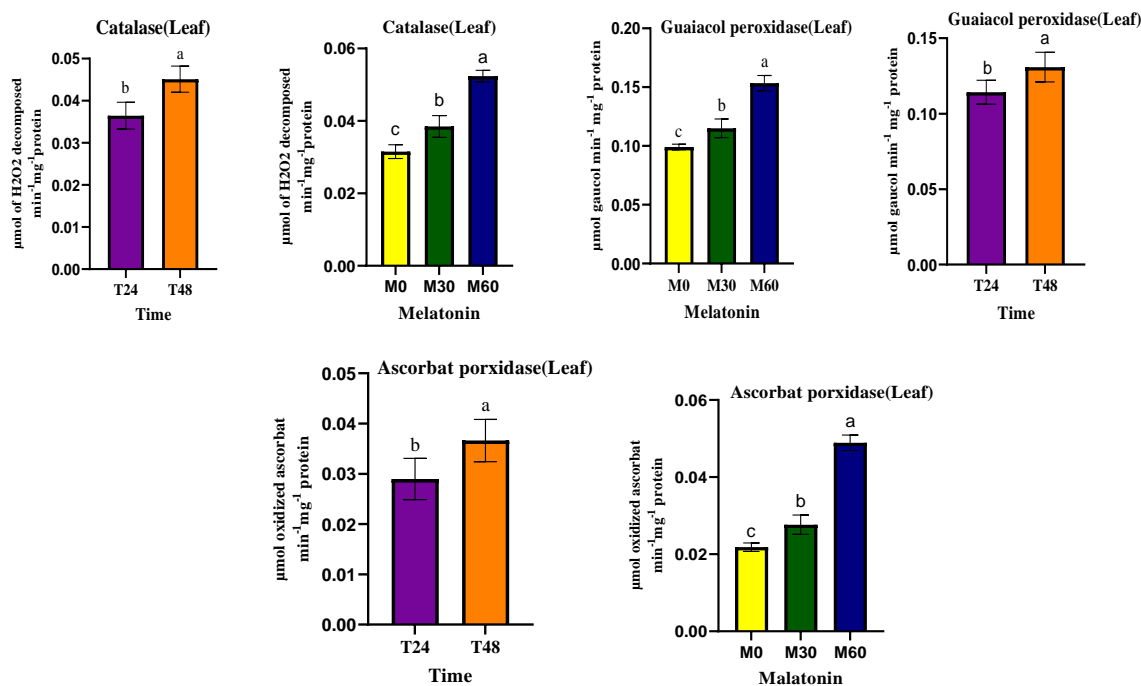 Catalase(Leaf)
µmol of H2O2 decomposed
min⁻¹mg⁻¹protein
0.05
0.04
0.03
0.02
0.01
0.00
b
a
T24 T48
Time
Catalase(Leaf)
µmol of H2O2 decomposed
min⁻¹mg⁻¹protein
0.06
0.04
0.02
0.00
c
b
a
M0 M30 M60
Melatonin
Guaiacol peroxidase(Leaf)
µmol gaucol min⁻¹ mg⁻¹ protein
0.20
0.15
0.10
0.05
0.00
c
b
a
M0 M30 M60
Melatonin
Guaiacol peroxidase(Leaf)
µmol gaucol min⁻¹ mg⁻¹ protein
0.15
0.10
0.05
0.00
b
a
T24 T48
Time
Ascorbat porxidase(Leaf)
µmol oxidized ascorbat
min⁻¹mg⁻¹ protein
0.05
0.04
0.03
0.02
0.01
0.00
b
a
T24 T48
Time
Ascorbat porxidase(Leaf)
µmol oxidized ascorbat
min⁻¹mg⁻¹ protein
0.06
0.04
0.02
0.00
c
b
a
M0 M30 M60
Malatonin